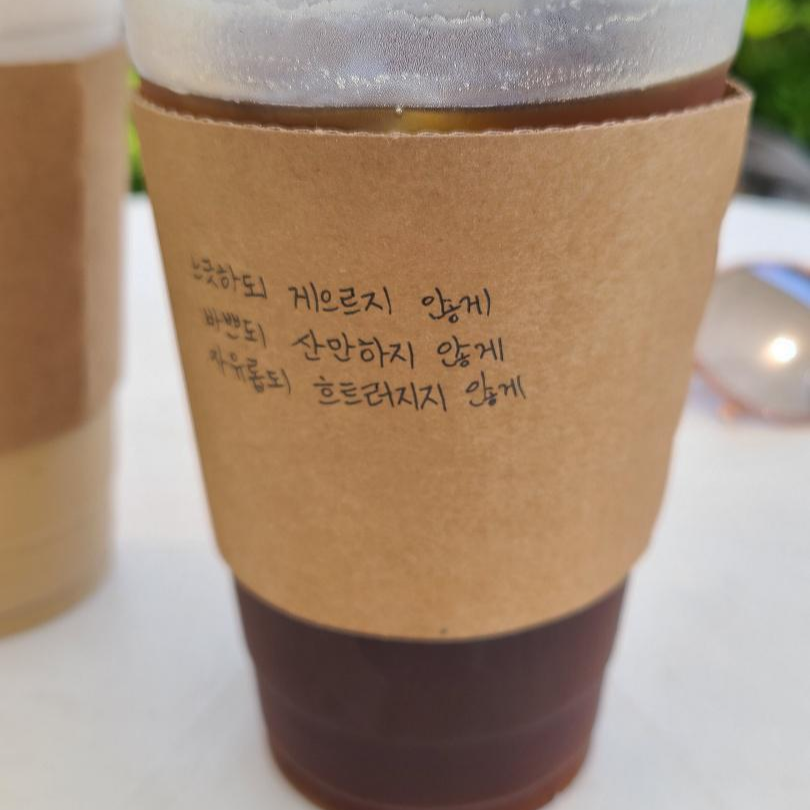 느긋하되 게으르지 않게
바쁘되 산만하지 않게
자유롭되 흐트러지지 않게